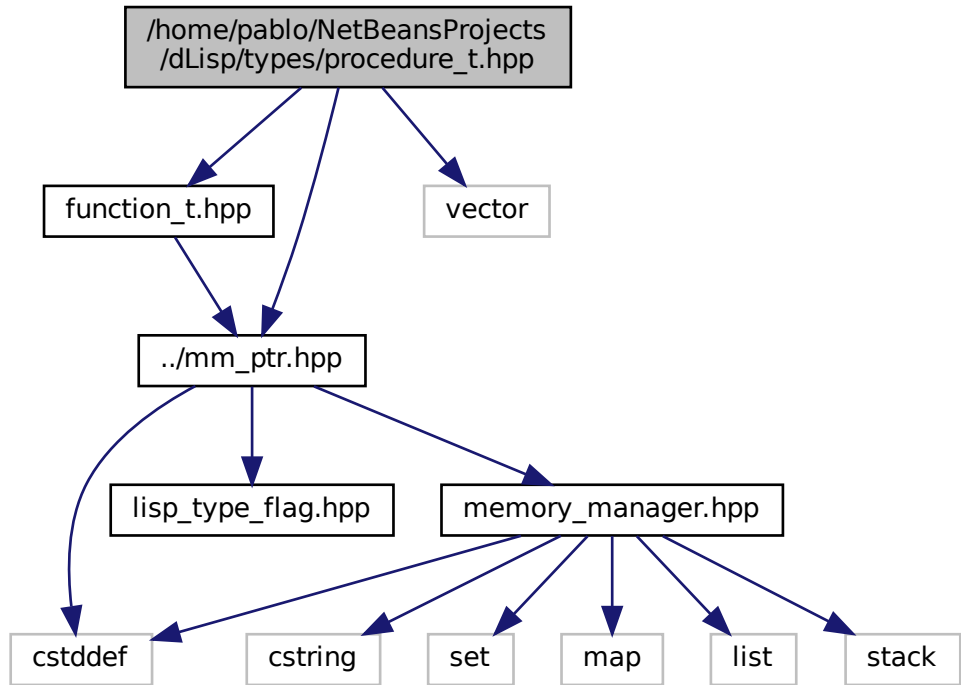 /home/pablo/NetBeansProjects
/dLisp/types/procedure_t.hpp
function_t.hpp
vector
../mm_ptr.hpp
lisp_type_flag.hpp
memory_manager.hpp
cstddef
cstring
set
map
list
stack